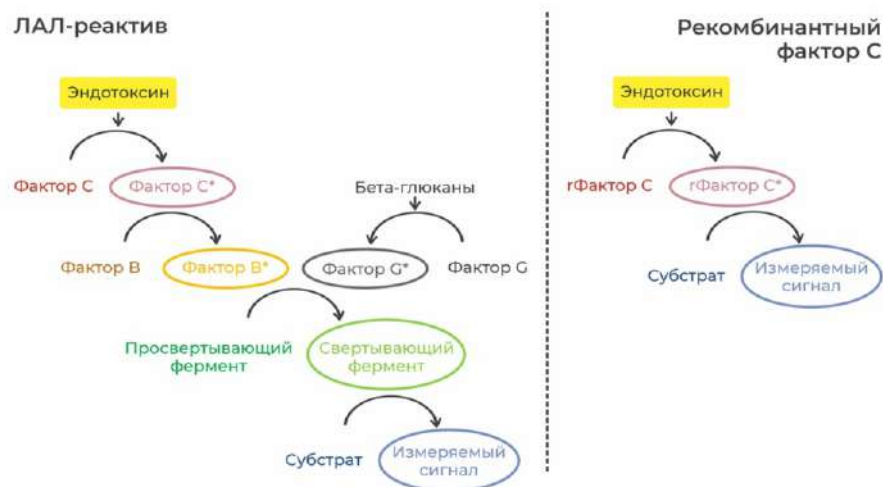 ЛАЛ-реактив
Эндотоксин
Фактор C
Фактор C*
Бета-глюканы
Фактор B
Фактор B*
Фактор G*
Фактор G
Просвертывающий
фермент
Свертывающий
фермент
Субстрат
Измеряемый
сигнал
Рекомбинантный
фактор C
Эндотоксин
rФактор C
rФактор C*
Субстрат
Измеряемый
сигнал